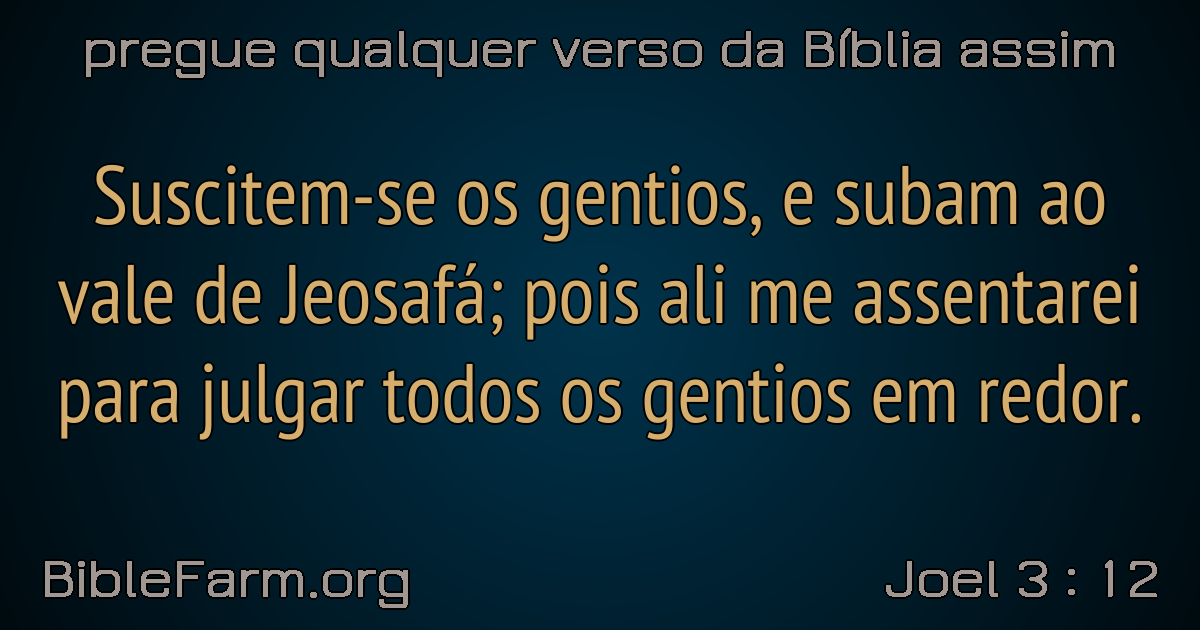 pregue qualquer verso da Bíblia assim
Suscitem-se os gentios, e subam ao
vale de Jeosafá; pois ali me assentarei
para julgar todos os gentios em redor.
BibleFarm.org
Joel 3 : 12